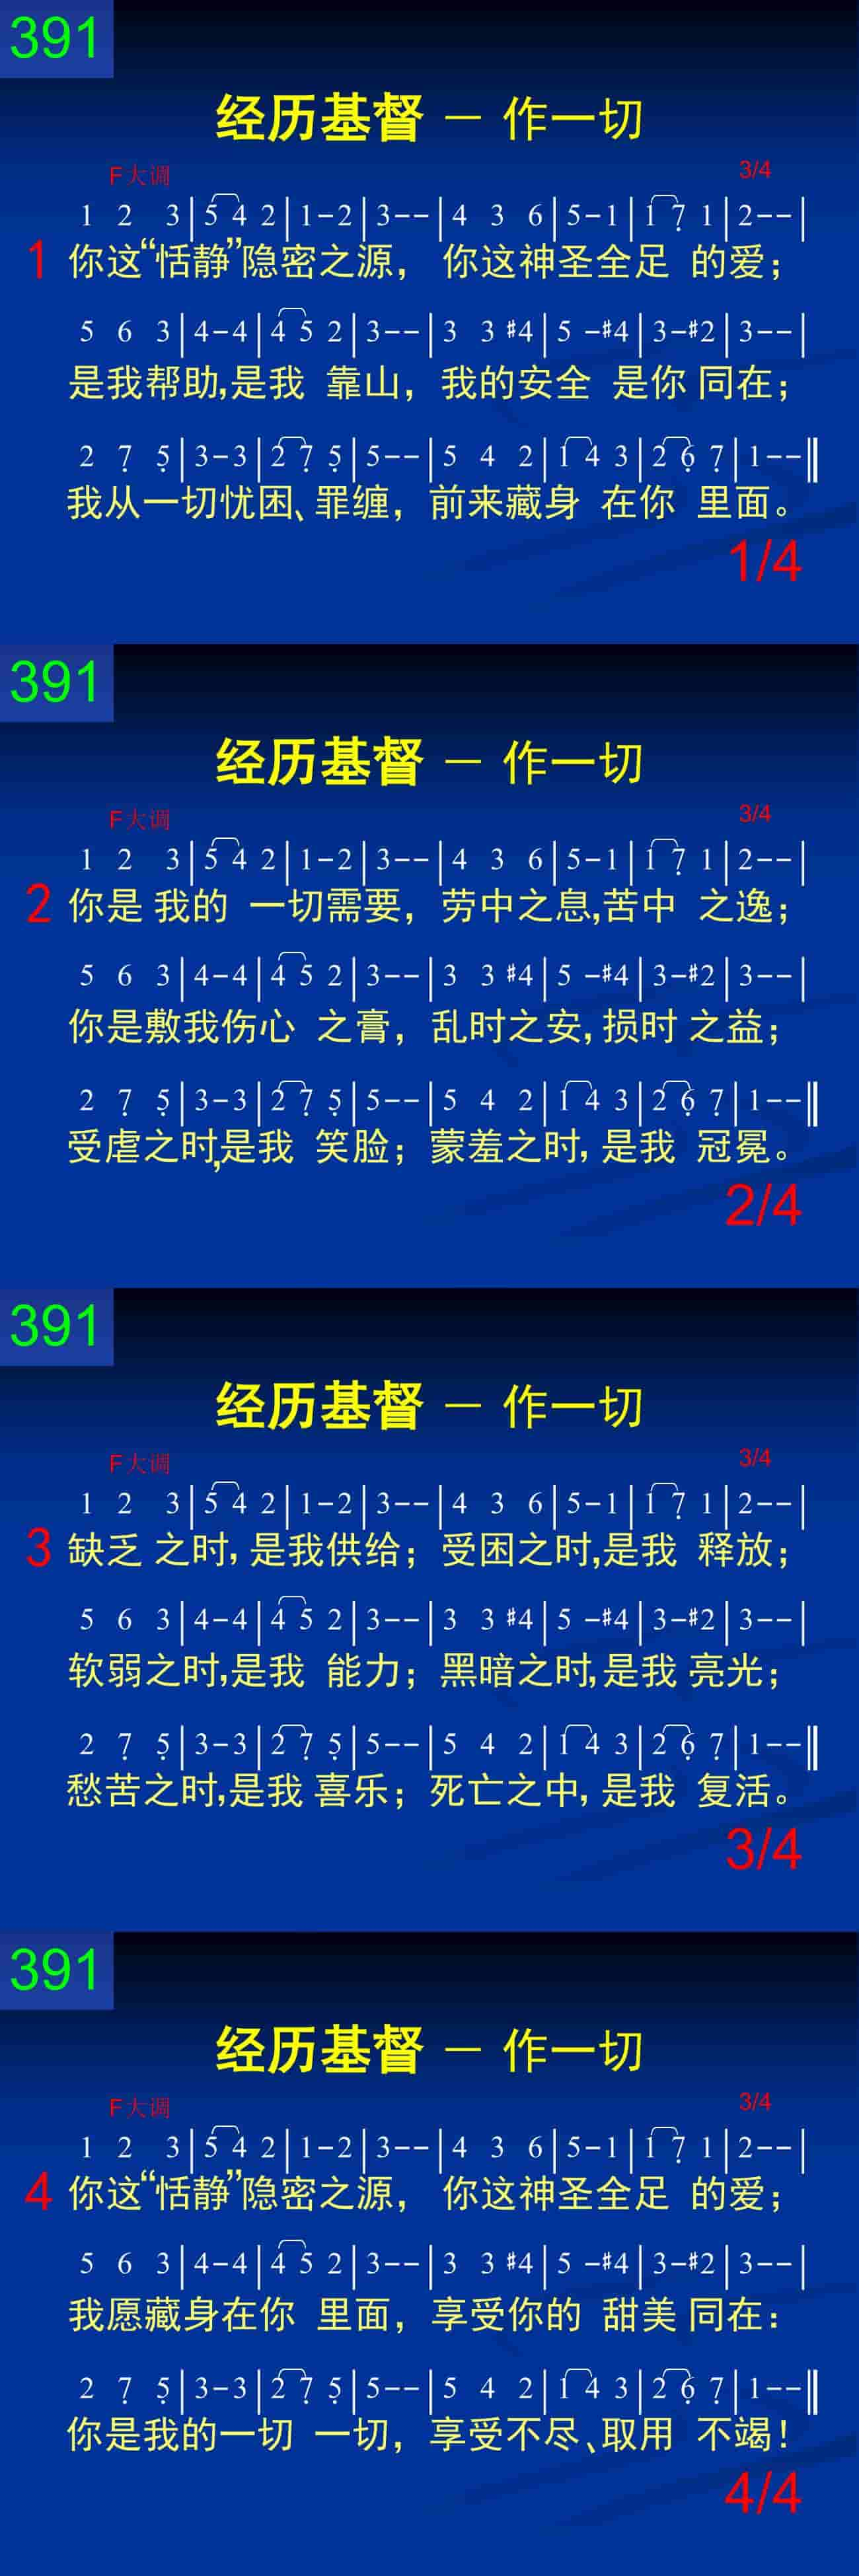 391
经历基督 － 作一切
F大调 3/4
1 2 3|5 4 2|1-2|3--|4 3 6|5-1|1 7̣ 1|2--|
1 你这“恬静”隐密之源， 你这神圣全足 的爱；
5 6 3|4-4|4 5 2|3--|3 3 #4|5 -#4|3-#2|3--|
是我帮助,是我 靠山，我的安全 是你 同在；
2 7̣ 5̣|3-3|2 7̣ 5̣|5--|5 4 2|1 4 3|2 6̣ 7̣|1--‖
我从一切忧困、罪缠，前来藏身 在你 里面。
1/4
391
经历基督 － 作一切
F大调 3/4
1 2 3|5 4 2|1-2|3--|4 3 6|5-1|1 7̣ 1|2--|
2 你是 我的 一切需要，劳中之息,苦中 之逸；
5 6 3|4-4|4 5 2|3--|3 3 #4|5 -#4|3-#2|3--|
你是敷我伤心 之膏，乱时之安,损时 之益；
2 7̣ 5̣|3-3|2 7̣ 5̣|5--|5 4 2|1 4 3|2 6̣ 7̣|1--‖
受虐之时,是我 笑脸；蒙羞之时, 是我 冠冕。
2/4
391
经历基督 － 作一切
F大调 3/4
1 2 3|5 4 2|1-2|3--|4 3 6|5-1|1 7̣ 1|2--|
3 缺乏 之时, 是我供给；受困之时,是我 释放；
5 6 3|4-4|4 5 2|3--|3 3 #4|5 -#4|3-#2|3--|
软弱之时,是我 能力；黑暗之时,是我 亮光；
2 7̣ 5̣|3-3|2 7̣ 5̣|5--|5 4 2|1 4 3|2 6̣ 7̣|1--‖
愁苦之时,是我 喜乐；死亡之中, 是我 复活。
3/4
391
经历基督 － 作一切
F大调 3/4
1 2 3|5 4 2|1-2|3--|4 3 6|5-1|1 7̣ 1|2--|
4 你这“恬静”隐密之源， 你这神圣全足 的爱；
5 6 3|4-4|4 5 2|3--|3 3 #4|5 -#4|3-#2|3--|
我愿藏身在你 里面，享受你的 甜美 同在：
2 7̣ 5̣|3-3|2 7̣ 5̣|5--|5 4 2|1 4 3|2 6̣ 7̣|1--‖
你是我的一切 一切，享受不尽、取用 不竭！
4/4